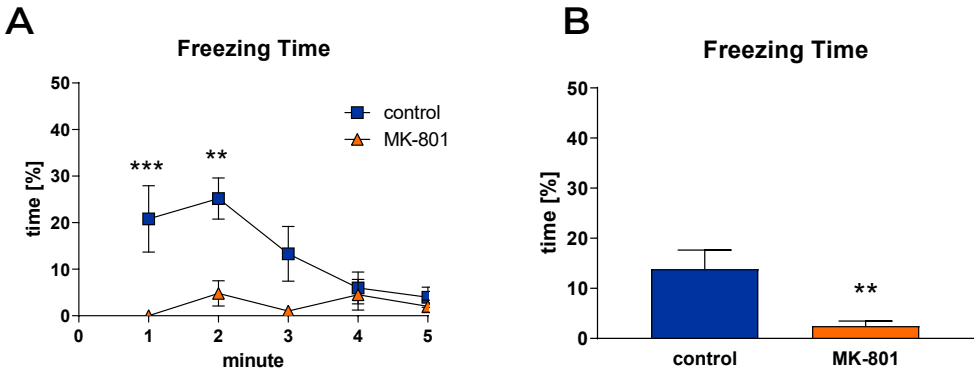 A
Freezing Time
50
40
30
20
10
0
time [%]
***
**
control
MK-801
0 1 2 3 4 5
minute
B
Freezing Time
50
40
30
20
10
0
time [%]
**
control MK-801